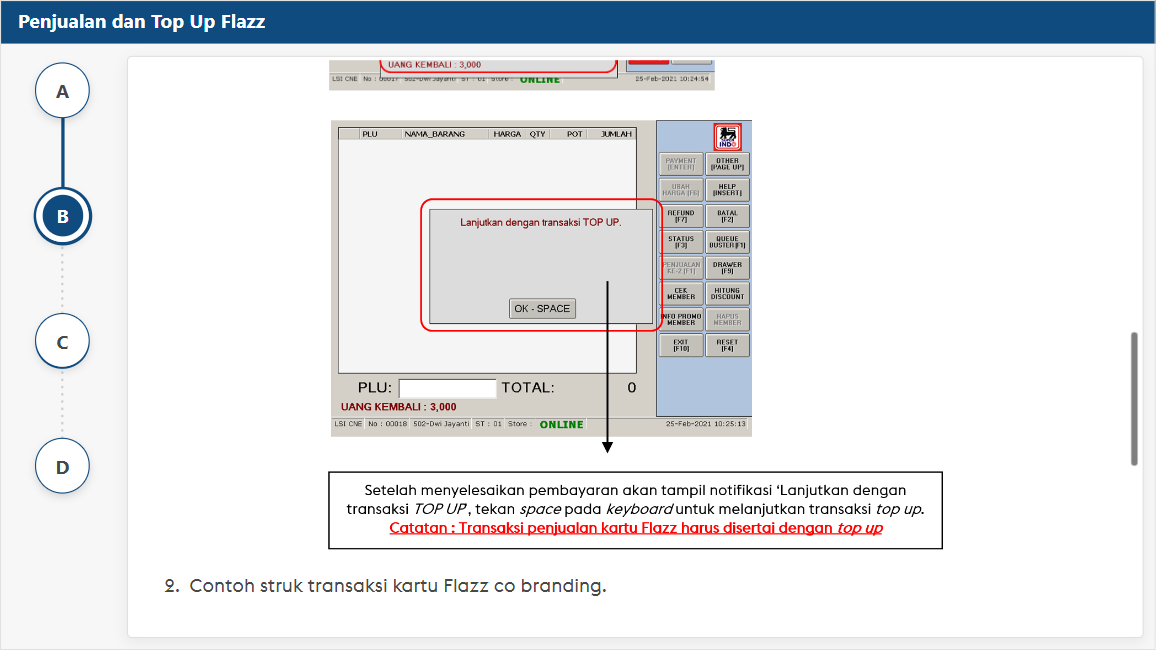 Penjualan dan Top Up Flazz
A
B
C
D
UANG KEMBALI : 3,000
LSI CNE No : 00017 502-Dwi Jayanti ST : 01 Store : ONLINE 25-Feb-2021 10:24:54
PLU NAMA_BARANG HARGA QTY POT JUMLAH
INDO
PAYMENT [ENTER]
OTHER [PAGE UP]
UBAH HARGA [F6]
HELP [INSERT]
REFUND [F7]
BATAL [F2]
STATUS [F3]
QUEUE BUSTER[F1]
PENJUALAN KE-2 [F1]
DRAWER [F9]
CEK MEMBER
HITUNG DISCOUNT
INFO PROMO MEMBER
HAPUS MEMBER
EXIT [F10]
RESET [F4]
Lanjutkan dengan transaksi TOP UP.
OK - SPACE
PLU: TOTAL: 0
UANG KEMBALI : 3,000
LSI CNE No : 00018 502-Dwi Jayanti ST : 01 Store : ONLINE 25-Feb-2021 10:25:13
Setelah menyelesaikan pembayaran akan tampil notifikasi ‘Lanjutkan dengan
transaksi TOP UP’, tekan space pada keyboard untuk melanjutkan transaksi top up.
Catatan : Transaksi penjualan kartu Flazz harus disertai dengan top up
2. Contoh struk transaksi kartu Flazz co branding.